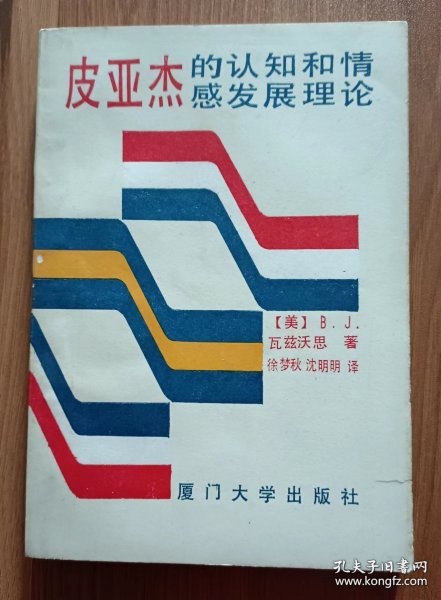 皮亚杰的认知和情
感发展理论
【美】B.J.
瓦兹沃思 著
徐梦秋 沈明明 译
厦门大学出版社
孔夫子旧书网
www.kongfz.com